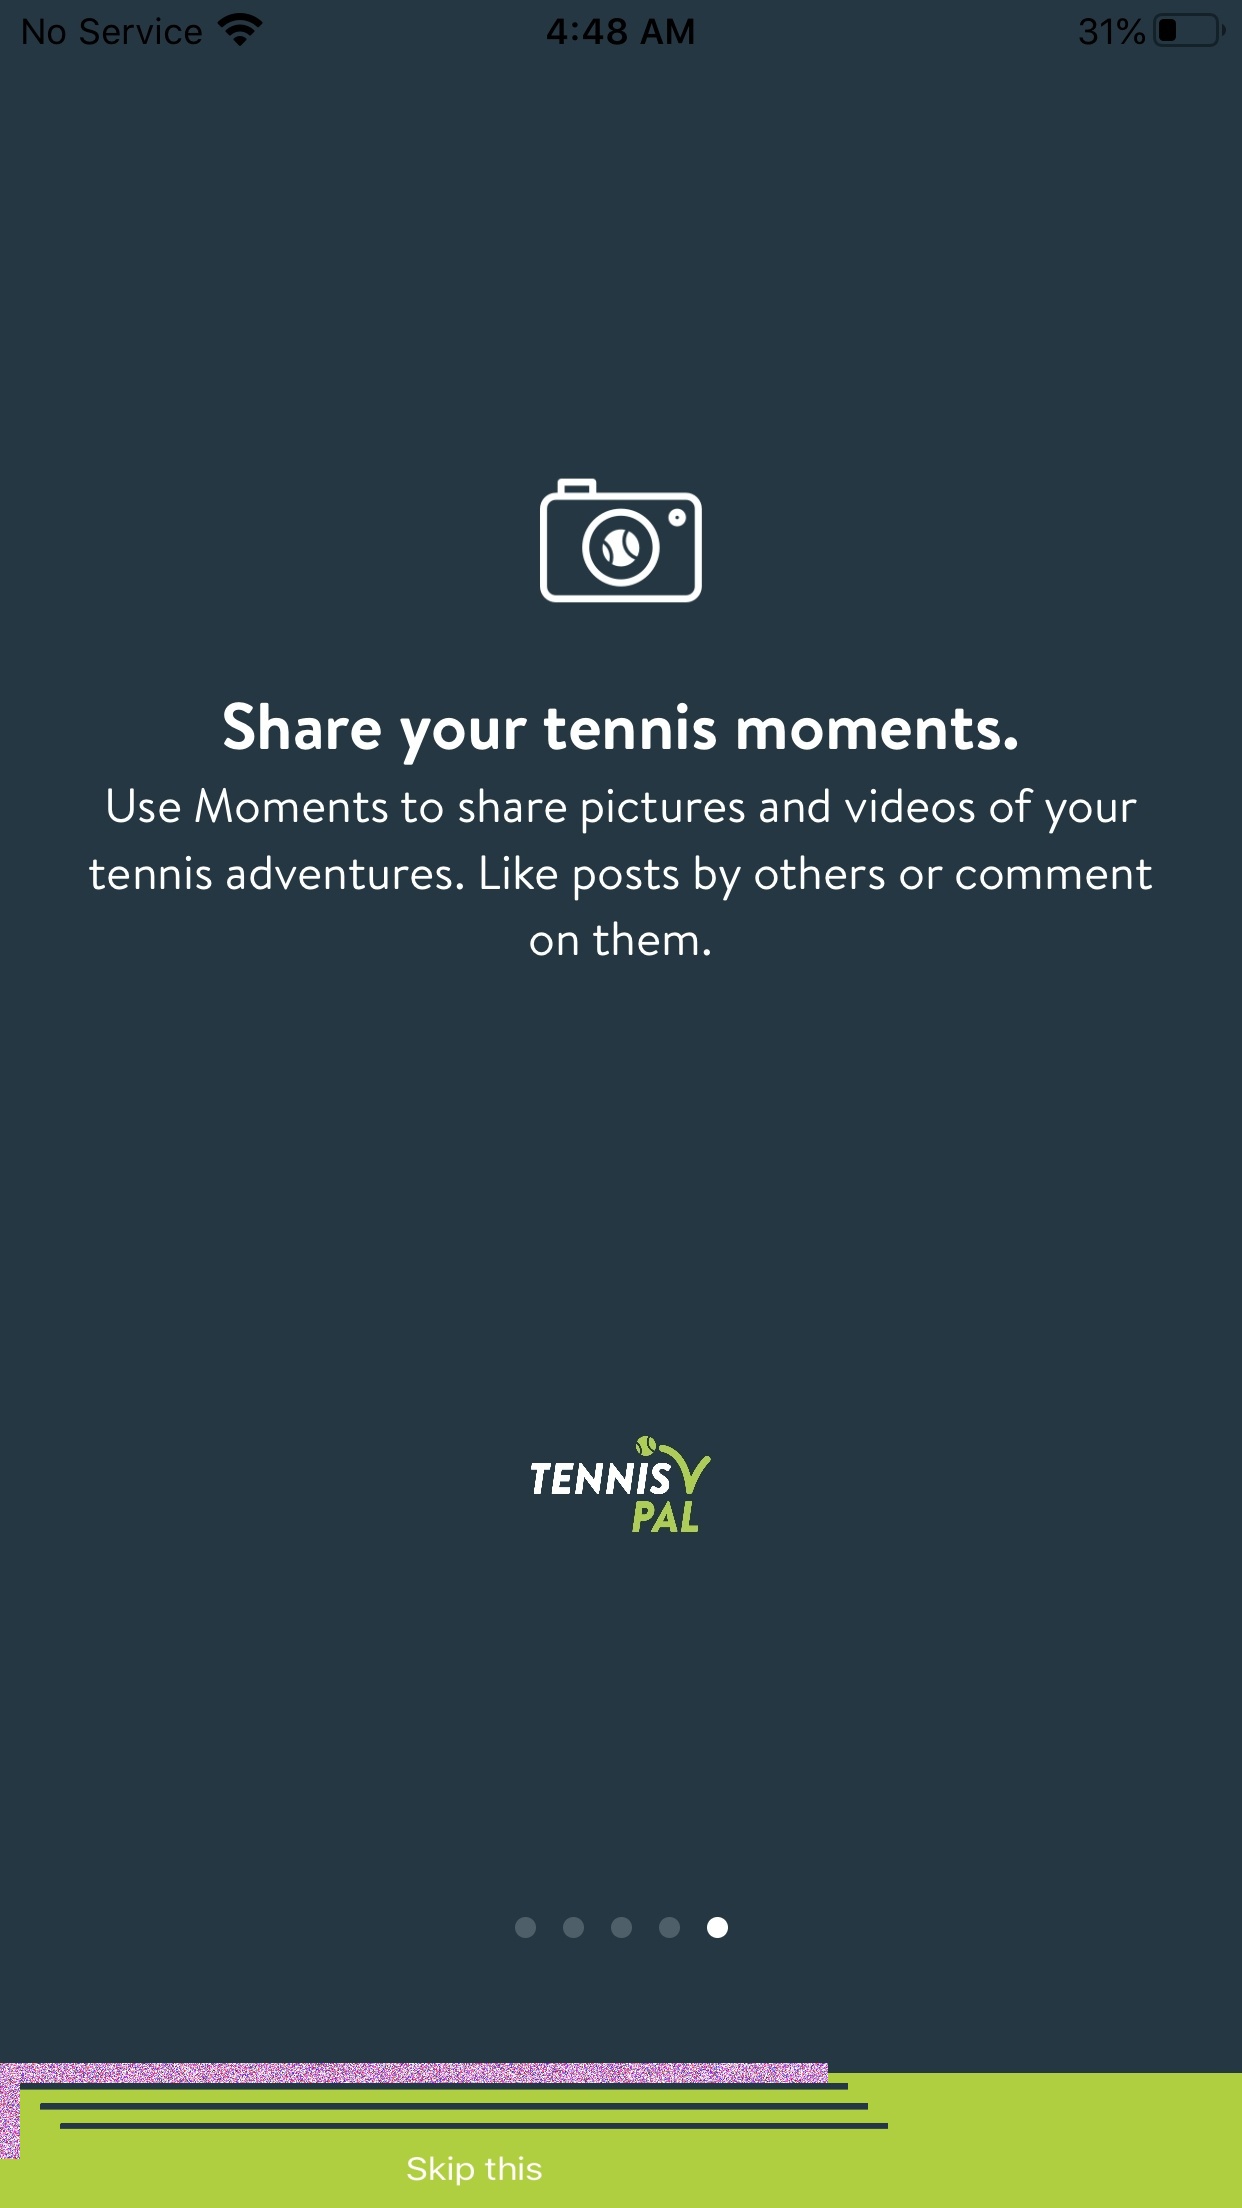 No Service
4:48 AM
31%
Share your tennis moments.
Use Moments to share pictures and videos of your
tennis adventures. Like posts by others or comment
on them.
TENNIS
PAL
Skip this